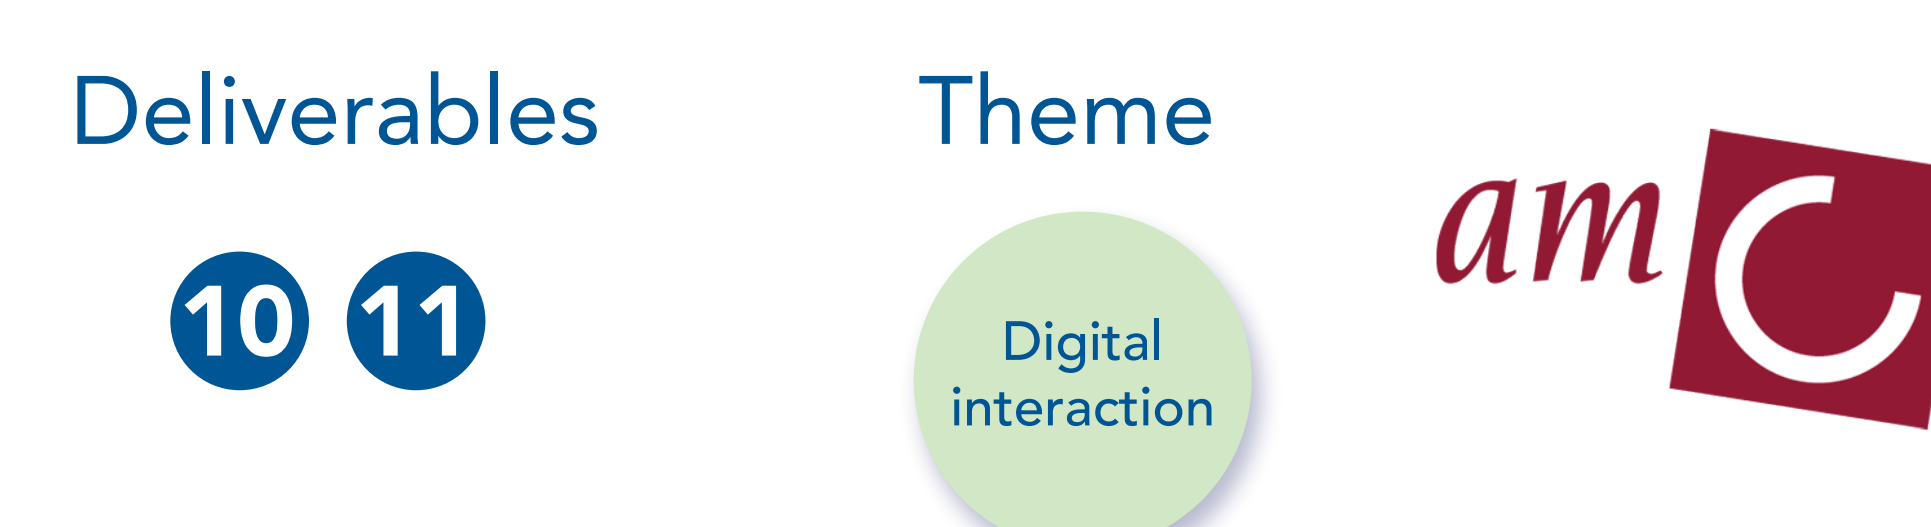 Deliverables
Theme
10 11
Digital
interaction
amC